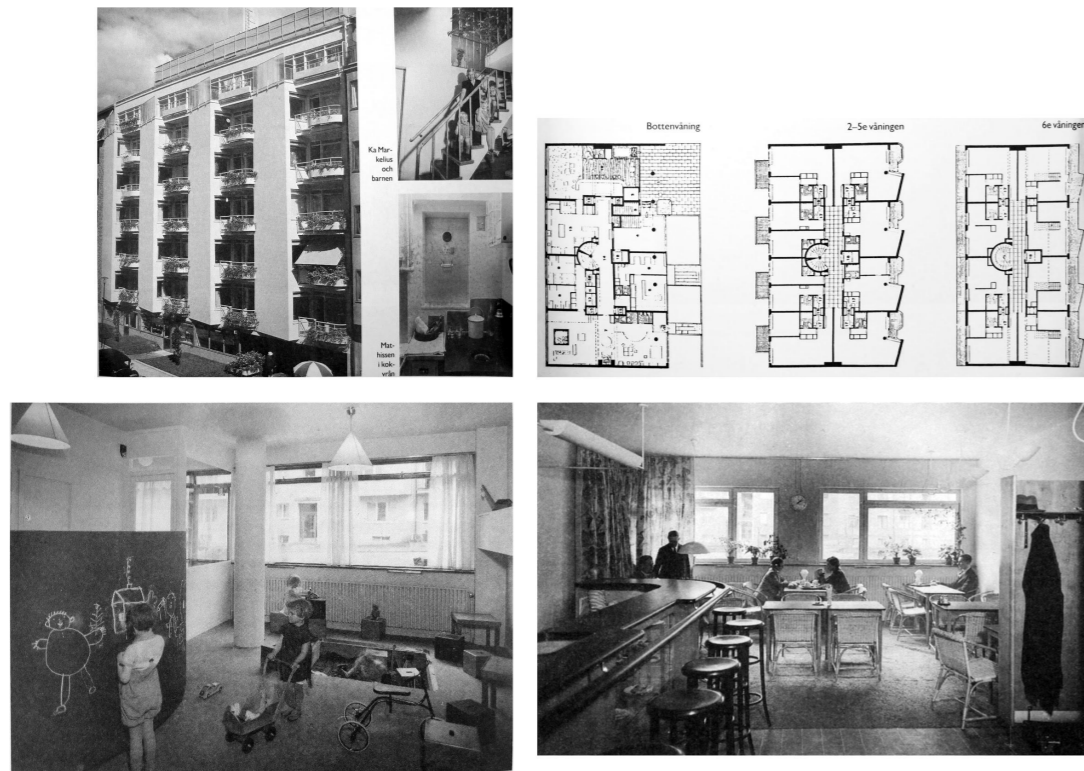 Ka Mar-
kelius
och
barnen
Mat-
hissen
i kok-
vrån
Bottenvåning
2–5e våningen
6e våningen